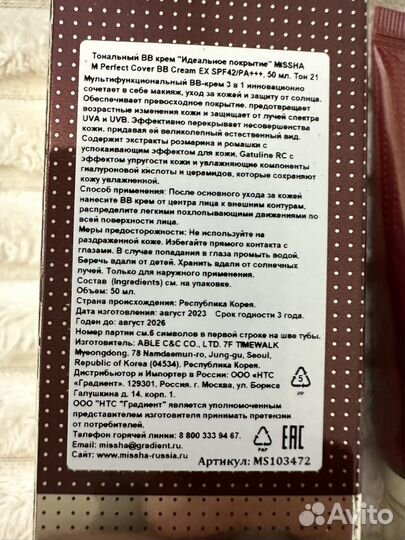 Тональный BB крем "Идеальное покрытие" MISSHA
M Perfect Cover BB Cream EX SPF42/PA+++, 50 мл. Тон 21
Мультифункциональный BB-крем 3 в 1 инновационно
сочетает в себе макияж, уход за кожей и защиту от солнца.
Обеспечивает превосходное покрытие, предотвращает
возрастные изменения, а также защищает от лучей спектра
UVA и UVB. Эффективно перекрывает несовершенства
кожи, придавая ей великолепный естественный вид.
Содержит экстракты розмарина и ромашки с
успокаивающим эффектом для кожи, Gatuline RC с
эффектом упругости кожи и увлажняющие компоненты
гиалуроновой кислоты и церамидов, которые сохраняют
кожу увлажненной.
Способ применения: После основного ухода за кожей
нанесите BB крем от центра лица к внешним контурам,
распределите легкими похлопывающими движениями по
всей поверхности лица.
Меры предосторожности: Не используйте на
раздраженной коже. Избегайте прямого контакта с
глазами. В случае попадания в глаза промыть водой.
Беречь вдали от детей. Хранить вдали от солнечных
лучей. Только для наружного применения.
Состав (Ingredients) см. на упаковке.
Объем: 50 мл.
Страна происхождения: Республика Корея.
Дата изготовления: август 2023 Срок годности 3 года.
Годен до: август 2026
Номер партии см.6 символов в первой строке на шве тубы.
Изготовитель: ABLE C&C CO., LTD. 7F TIMEWALK
Myeongdong. 78 Namdaemun-ro, Jung-gu, Seoul,
Republic of Korea (04534). Республика Корея.
Дистрибьютор и Импортер в России: ООО «НТС
«Градиент». 129301. Россия, г. Москва, ул. Бориса
Галушкина д. 14. корп. 1.
ООО "НТС "Градиент" является уполномоченным
представителем изготовителя принимать претензии
от потребителей.
Телефон горячей линии: 8 800 333 94 67.
Email: missha@gradient.ru
Сайт: www.missha-russia.ru
5
PP
PAP
EAC
Артикул: MS103472
Avito